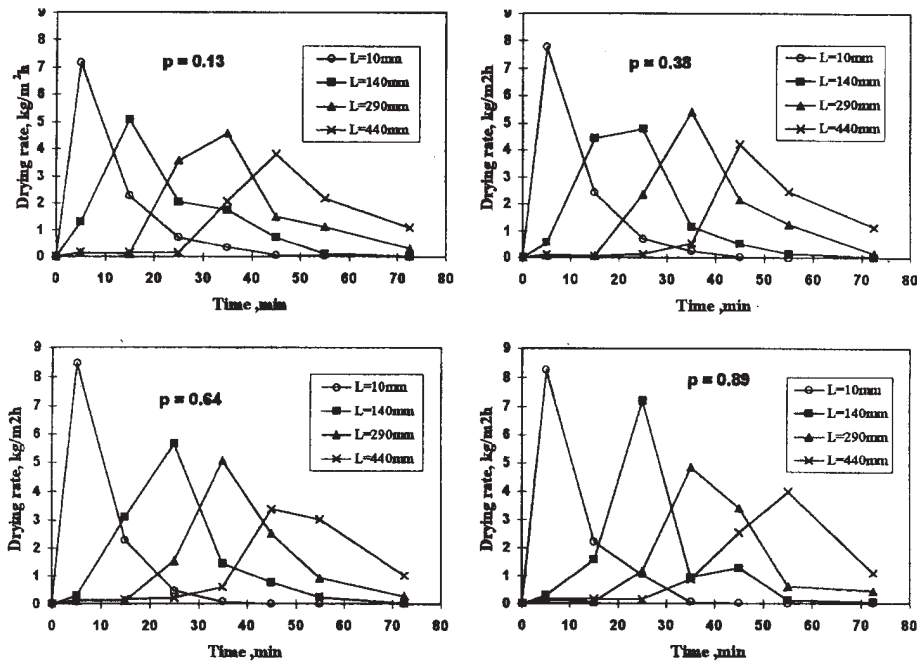 9
8
7
6
5
4
3
2
1
0
Drying rate, kg/m²h
p = 0.13
L=10mm
L=140mm
L=290mm
L=440mm
0 10 20 30 40 50 60 70 80
Time ,min
9
8
7
6
5
4
3
2
1
0
Drying rate, kg/m2h
p = 0.38
L=10mm
L=140mm
L=290mm
L=440mm
0 10 20 30 40 50 60 70 80
Time ,min
9
8
7
6
5
4
3
2
1
0
Drying rate, kg/m2h
p = 0.64
L=10mm
L=140mm
L=290mm
L=440mm
0 10 20 30 40 50 60 70 80
Time ,min
9
8
7
6
5
4
3
2
1
0
Drying rate, kg/m2h
p = 0.89
L=10mm
L=140mm
L=290mm
L=440mm
0 10 20 30 40 50 60 70 80
Time ,min